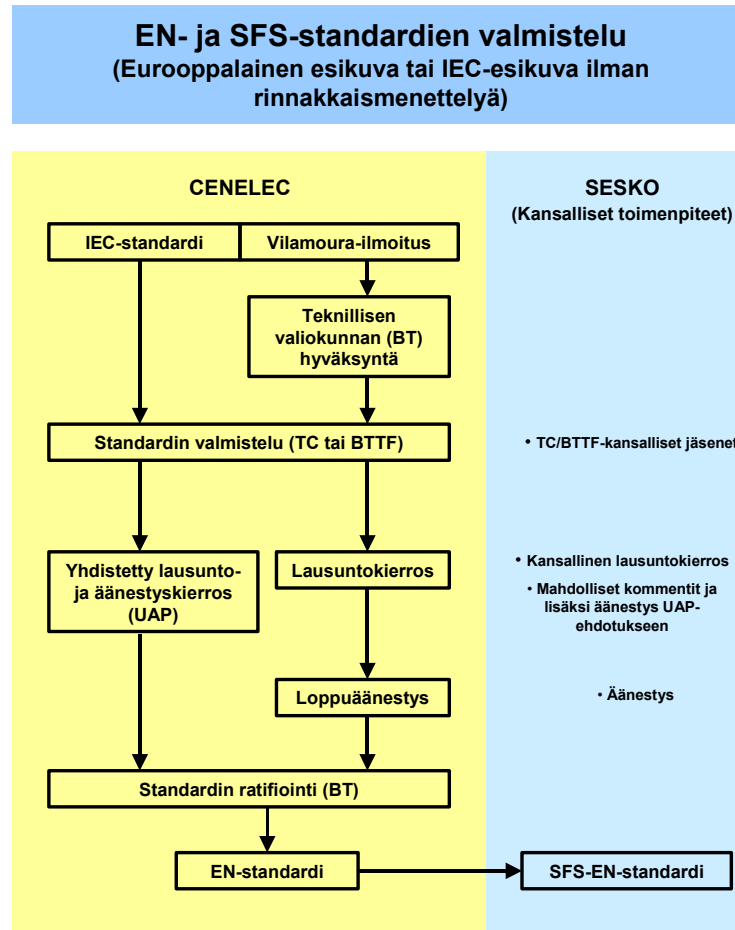 EN- ja SFS-standardien valmistelu
(Eurooppalainen esikuva tai IEC-esikuva ilman
rinnakkaismenettelyä)
CENELEC
SESKO
(Kansalliset toimenpiteet)
IEC-standardi
Vilamoura-ilmoitus
Teknillisen
valiokunnan (BT)
hyväksyntä
Standardin valmistelu (TC tai BTTF)
• TC/BTTF-kansalliset jäsenet
Yhdistetty lausunto-
ja äänestyskierros
(UAP)
Lausuntokierros
• Kansallinen lausuntokierros
• Mahdolliset kommentit ja
lisäksi äänestys UAP-
ehdotukseen
Loppuäänestys
• Äänestys
Standardin ratifiointi (BT)
EN-standardi
SFS-EN-standardi